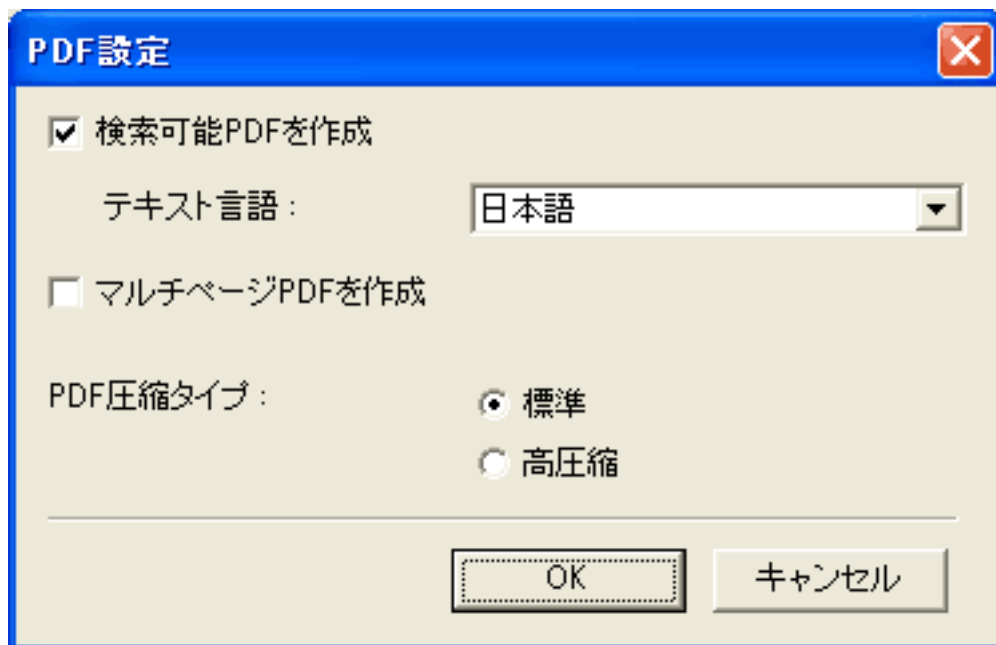 PDF設定
検索可能PDFを作成
テキスト言語： 日本語
マルチページPDFを作成
PDF圧縮タイプ： 標準
高圧縮
OK キャンセル